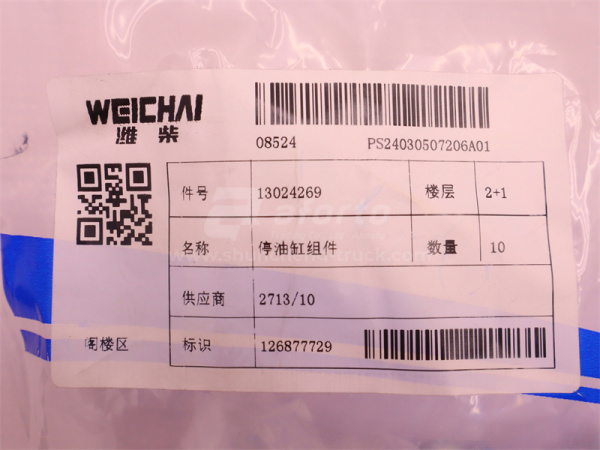 WEICHAI
潍柴
08524 PS24030507206A01
件号 13024269 楼层 2+1
名称 停油缸组件 数量 10
供应商 2713/10
阁楼区 标识 126877729